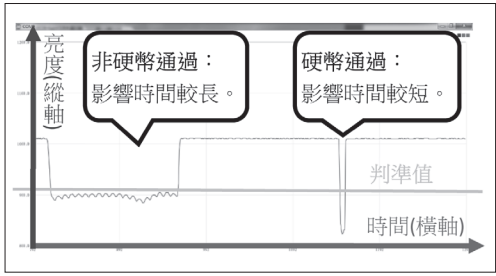 亮度(縱軸)
非硬幣通過：
影響時間較長。
硬幣通過：
影響時間較短。
判準值
時間(橫軸)